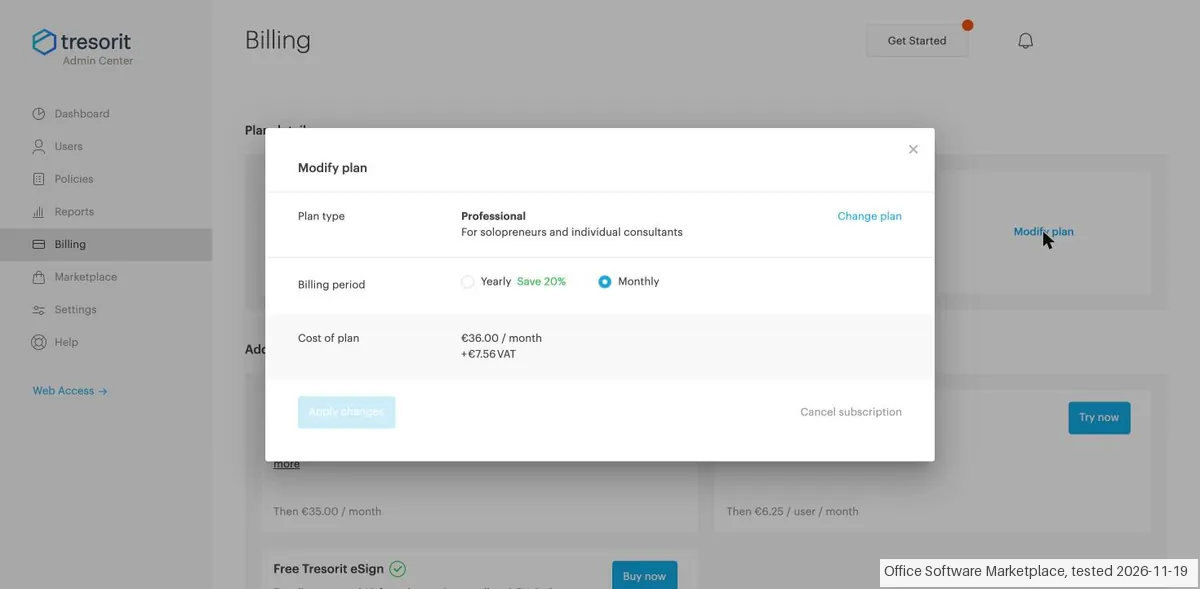 tresorit
Admin Center
Billing
Get Started
Dashboard
Users
Policies
Reports
Billing
Marketplace
Settings
Help
Web Access →
Modify plan
Plan type
Professional
For solopreneurs and individual consultants
Change plan
Billing period
Yearly Save 20%
Monthly
Cost of plan
€36.00 / month
+€7.56 VAT
Apply changes
Cancel subscription
Modify plan
Try now
more
Then €35.00 / month
Then €6.25 / user / month
Free Tresorit eSign
Buy now
Office Software Marketplace, tested 2026-11-19